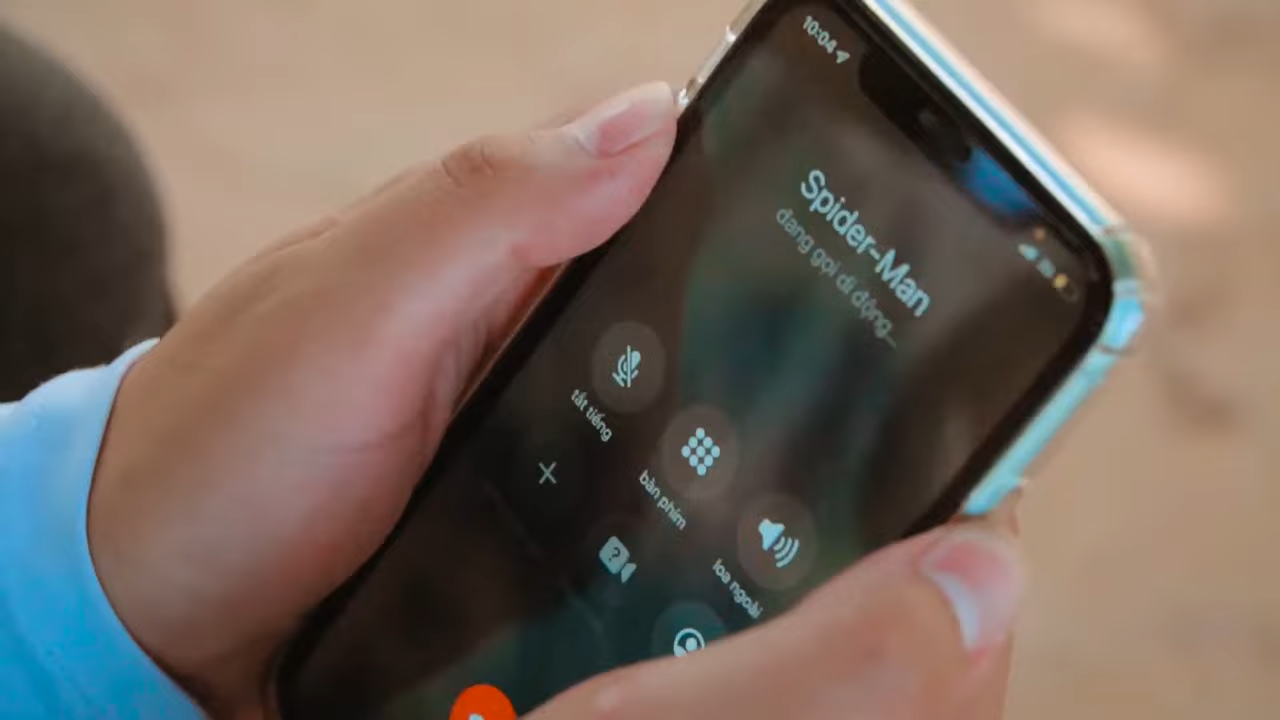 10:04
Spider-Man
đang gọi di động...
tắt tiếng
bàn phím
loa ngoài